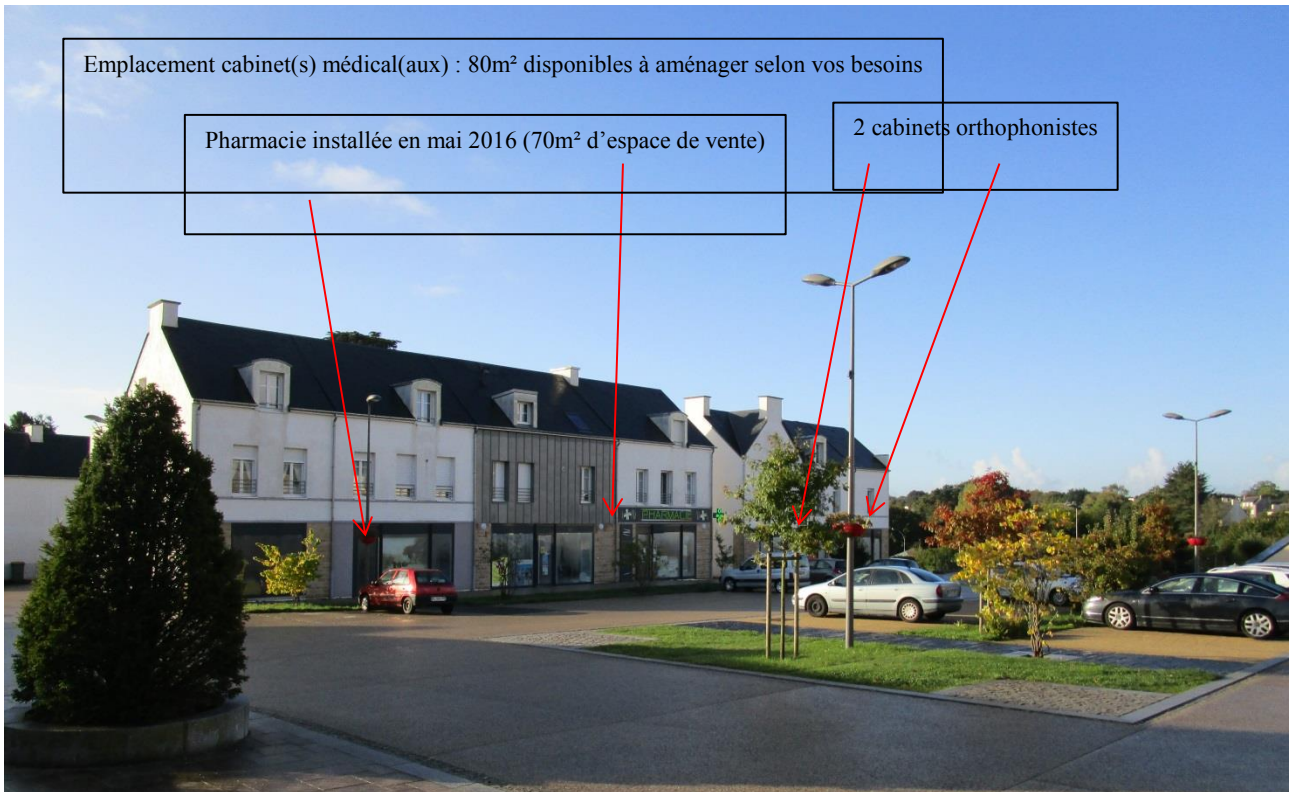 Emplacement cabinet(s) médical(aux) : 80m² disponibles à aménager selon vos besoins
Pharmacie installée en mai 2016 (70m² d’espace de vente)
2 cabinets orthophonistes
PHARMACIE